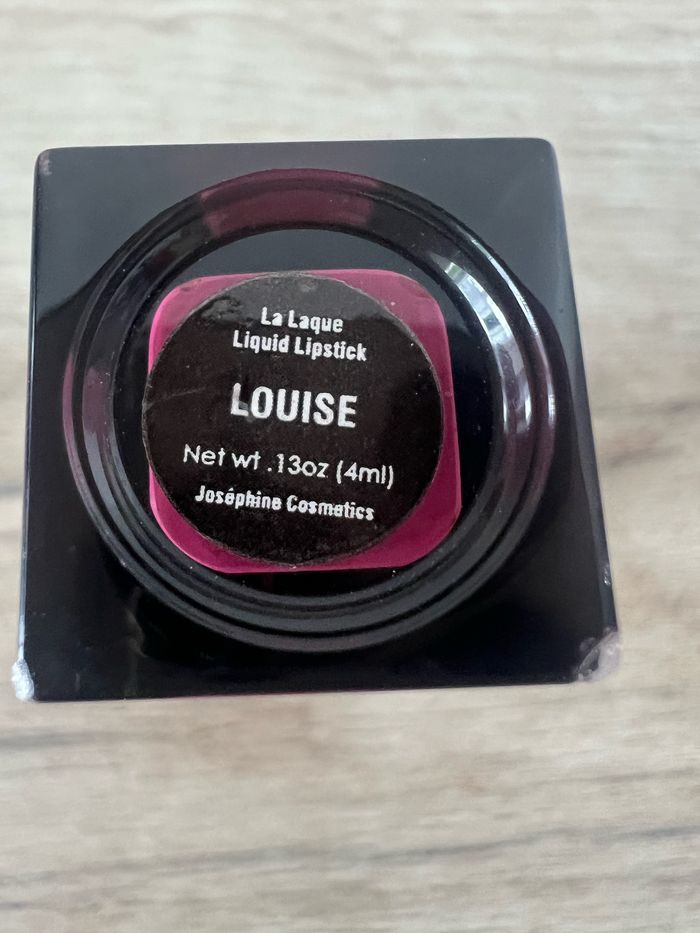 La Laque
Liquid Lipstick
LOUISE
Net wt .13oz (4ml)
Joséphine Cosmetics